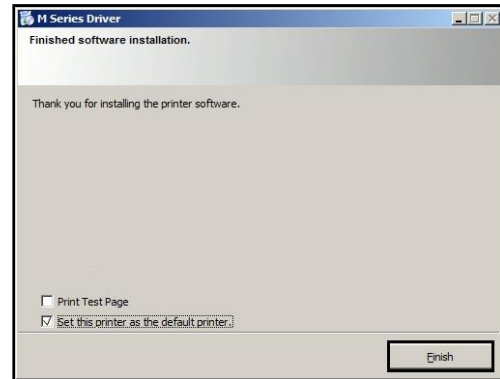 M Series Driver
Finished software installation.
Thank you for installing the printer software.
Print Test Page
Set this printer as the default printer.
Finish